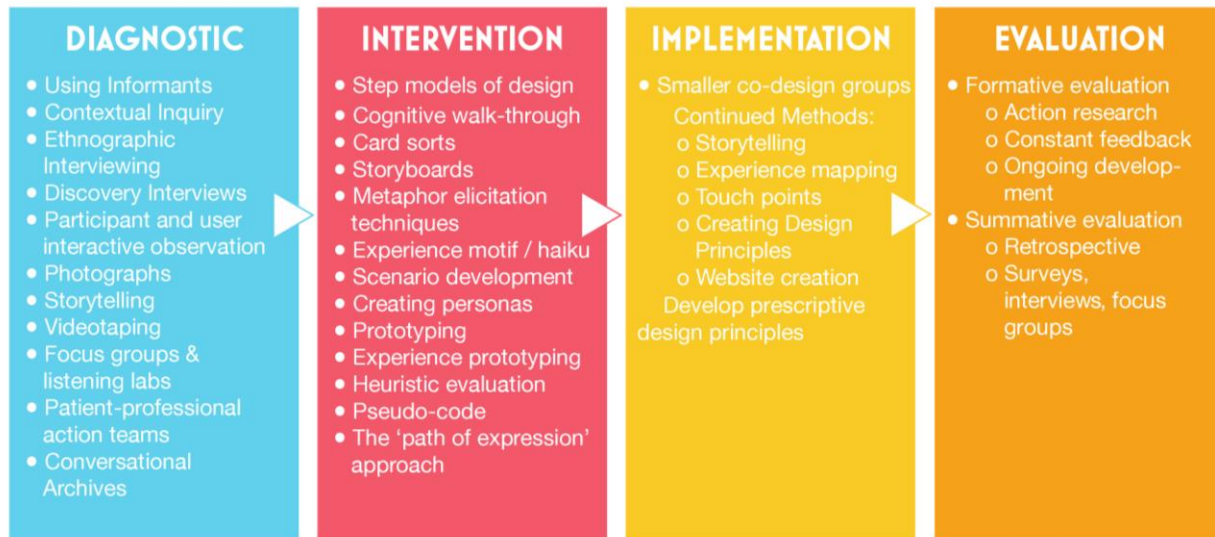 DIAGNOSTIC
• Using Informants
• Contextual Inquiry
• Ethnographic
Interviewing
• Discovery Interviews
• Participant and user
interactive observation
• Photographs
• Storytelling
• Videotaping
• Focus groups &
listening labs
• Patient-professional
action teams
• Conversational
Archives
INTERVENTION
• Step models of design
• Cognitive walk-through
• Card sorts
• Storyboards
• Metaphor elicitation
techniques
• Experience motif / haiku
• Scenario development
• Creating personas
• Prototyping
• Experience prototyping
• Heuristic evaluation
• Pseudo-code
• The ‘path of expression’
approach
IMPLEMENTATION
• Smaller co-design groups
Continued Methods:
o Storytelling
o Experience mapping
o Touch points
o Creating Design
Principles
o Website creation
Develop prescriptive
design principles
EVALUATION
• Formative evaluation
o Action research
o Constant feedback
o Ongoing develop-
ment
• Summative evaluation
o Retrospective
o Surveys,
interviews, focus
groups